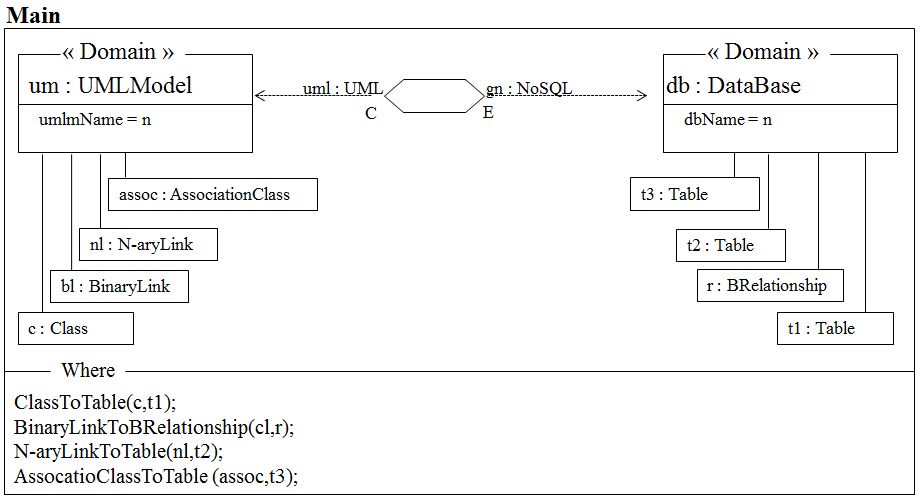 Main
« Domain »
« Domain »
um : UMLModel
uml : UML
gn : NoSQL
db : DataBase
C
E
umlmName = n
dbName = n
assoc : AssociationClass
t3 : Table
nl : N-aryLink
t2 : Table
bl : BinaryLink
r : BRelationship
c : Class
t1 : Table
Where
ClassToTable(c,t1);
BinaryLinkToBRelationship(cl,r);
N-aryLinkToTable(nl,t2);
AssocatioClassToTable (assoc,t3);